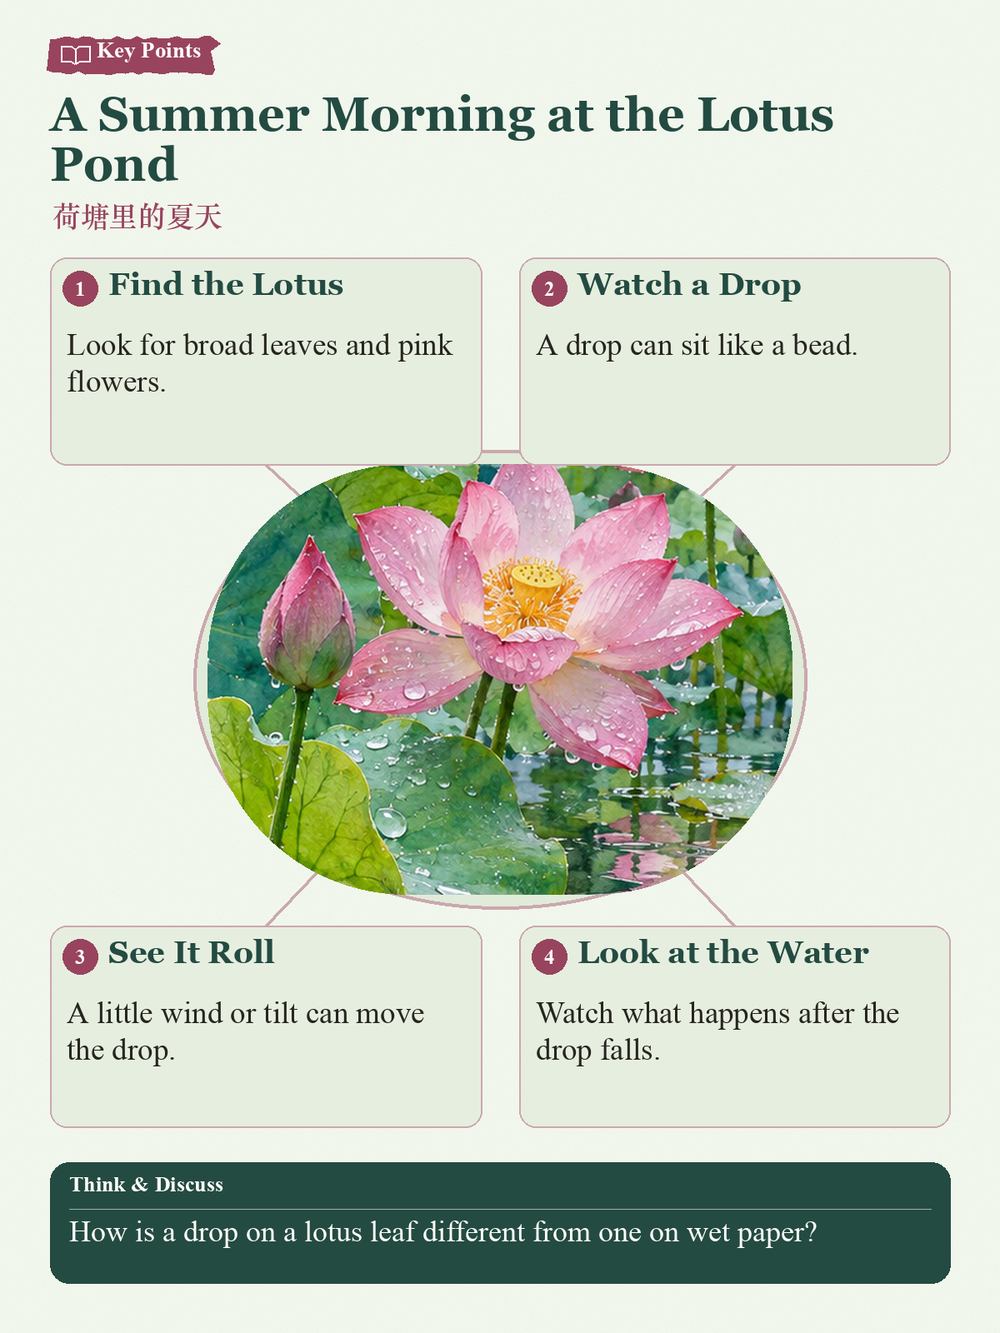 Key Points
A Summer Morning at the Lotus
Pond
荷塘里的夏天
1 Find the Lotus
Look for broad leaves and pink
flowers.
2 Watch a Drop
A drop can sit like a bead.
3 See It Roll
A little wind or tilt can move
the drop.
4 Look at the Water
Watch what happens after the
drop falls.
Think & Discuss
How is a drop on a lotus leaf different from one on wet paper?